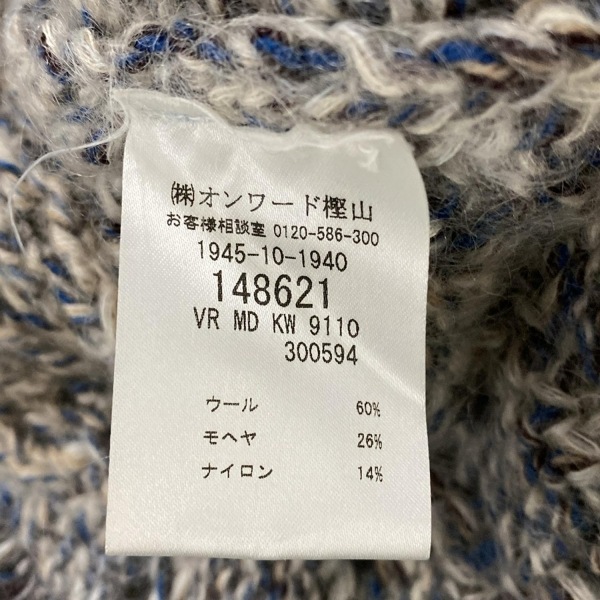 ㈱オンワード樫山
お客様相談室 0120-586-300
1945-10-1940
148621
VR MD KW 9110
300594
ウール 60%
モヘヤ 26%
ナイロン 14%